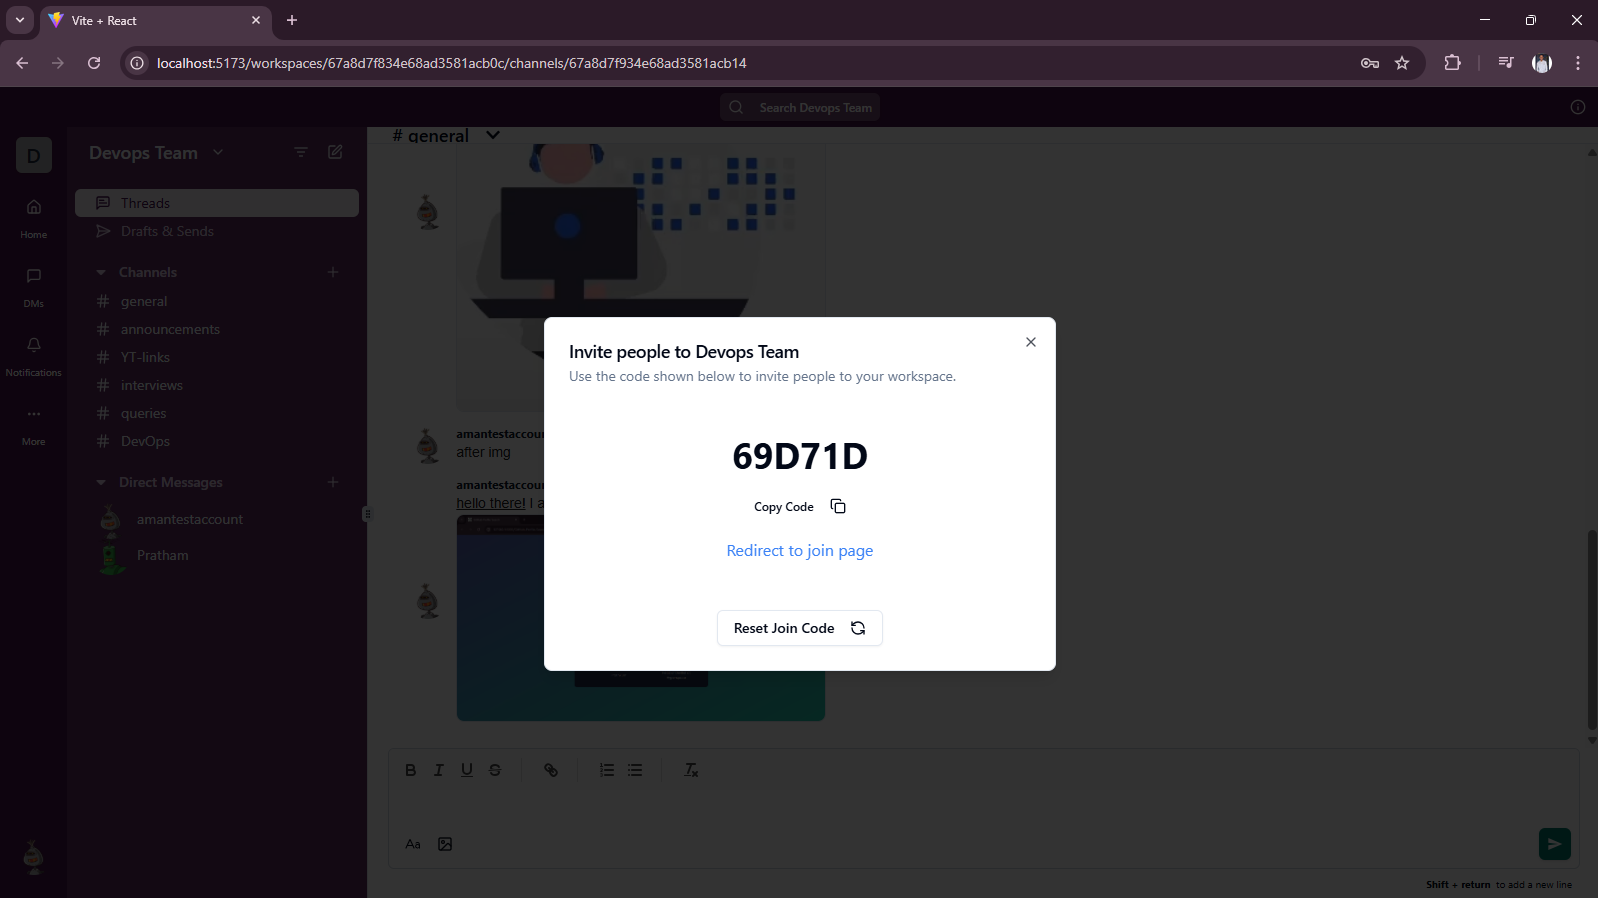 Vite + React
localhost:5173/workspaces/67a8d7f834e68ad3581acb0c/channels/67a8d7f934e68ad3581acb14
Search Devops Team
D
Home
DMs
Notifications
More
Devops Team
Threads
Drafts & Sends
Channels
# general
# announcements
# YT-links
# interviews
# queries
# DevOps
Direct Messages
amantestaccount
Pratham
# general
amantestaccoun
after img
amantestaccoun
hello there! I a
Invite people to Devops Team
Use the code shown below to invite people to your workspace.
69D71D
Copy Code
Redirect to join page
Reset Join Code
B I U S
Aa
Shift + return to add a new line